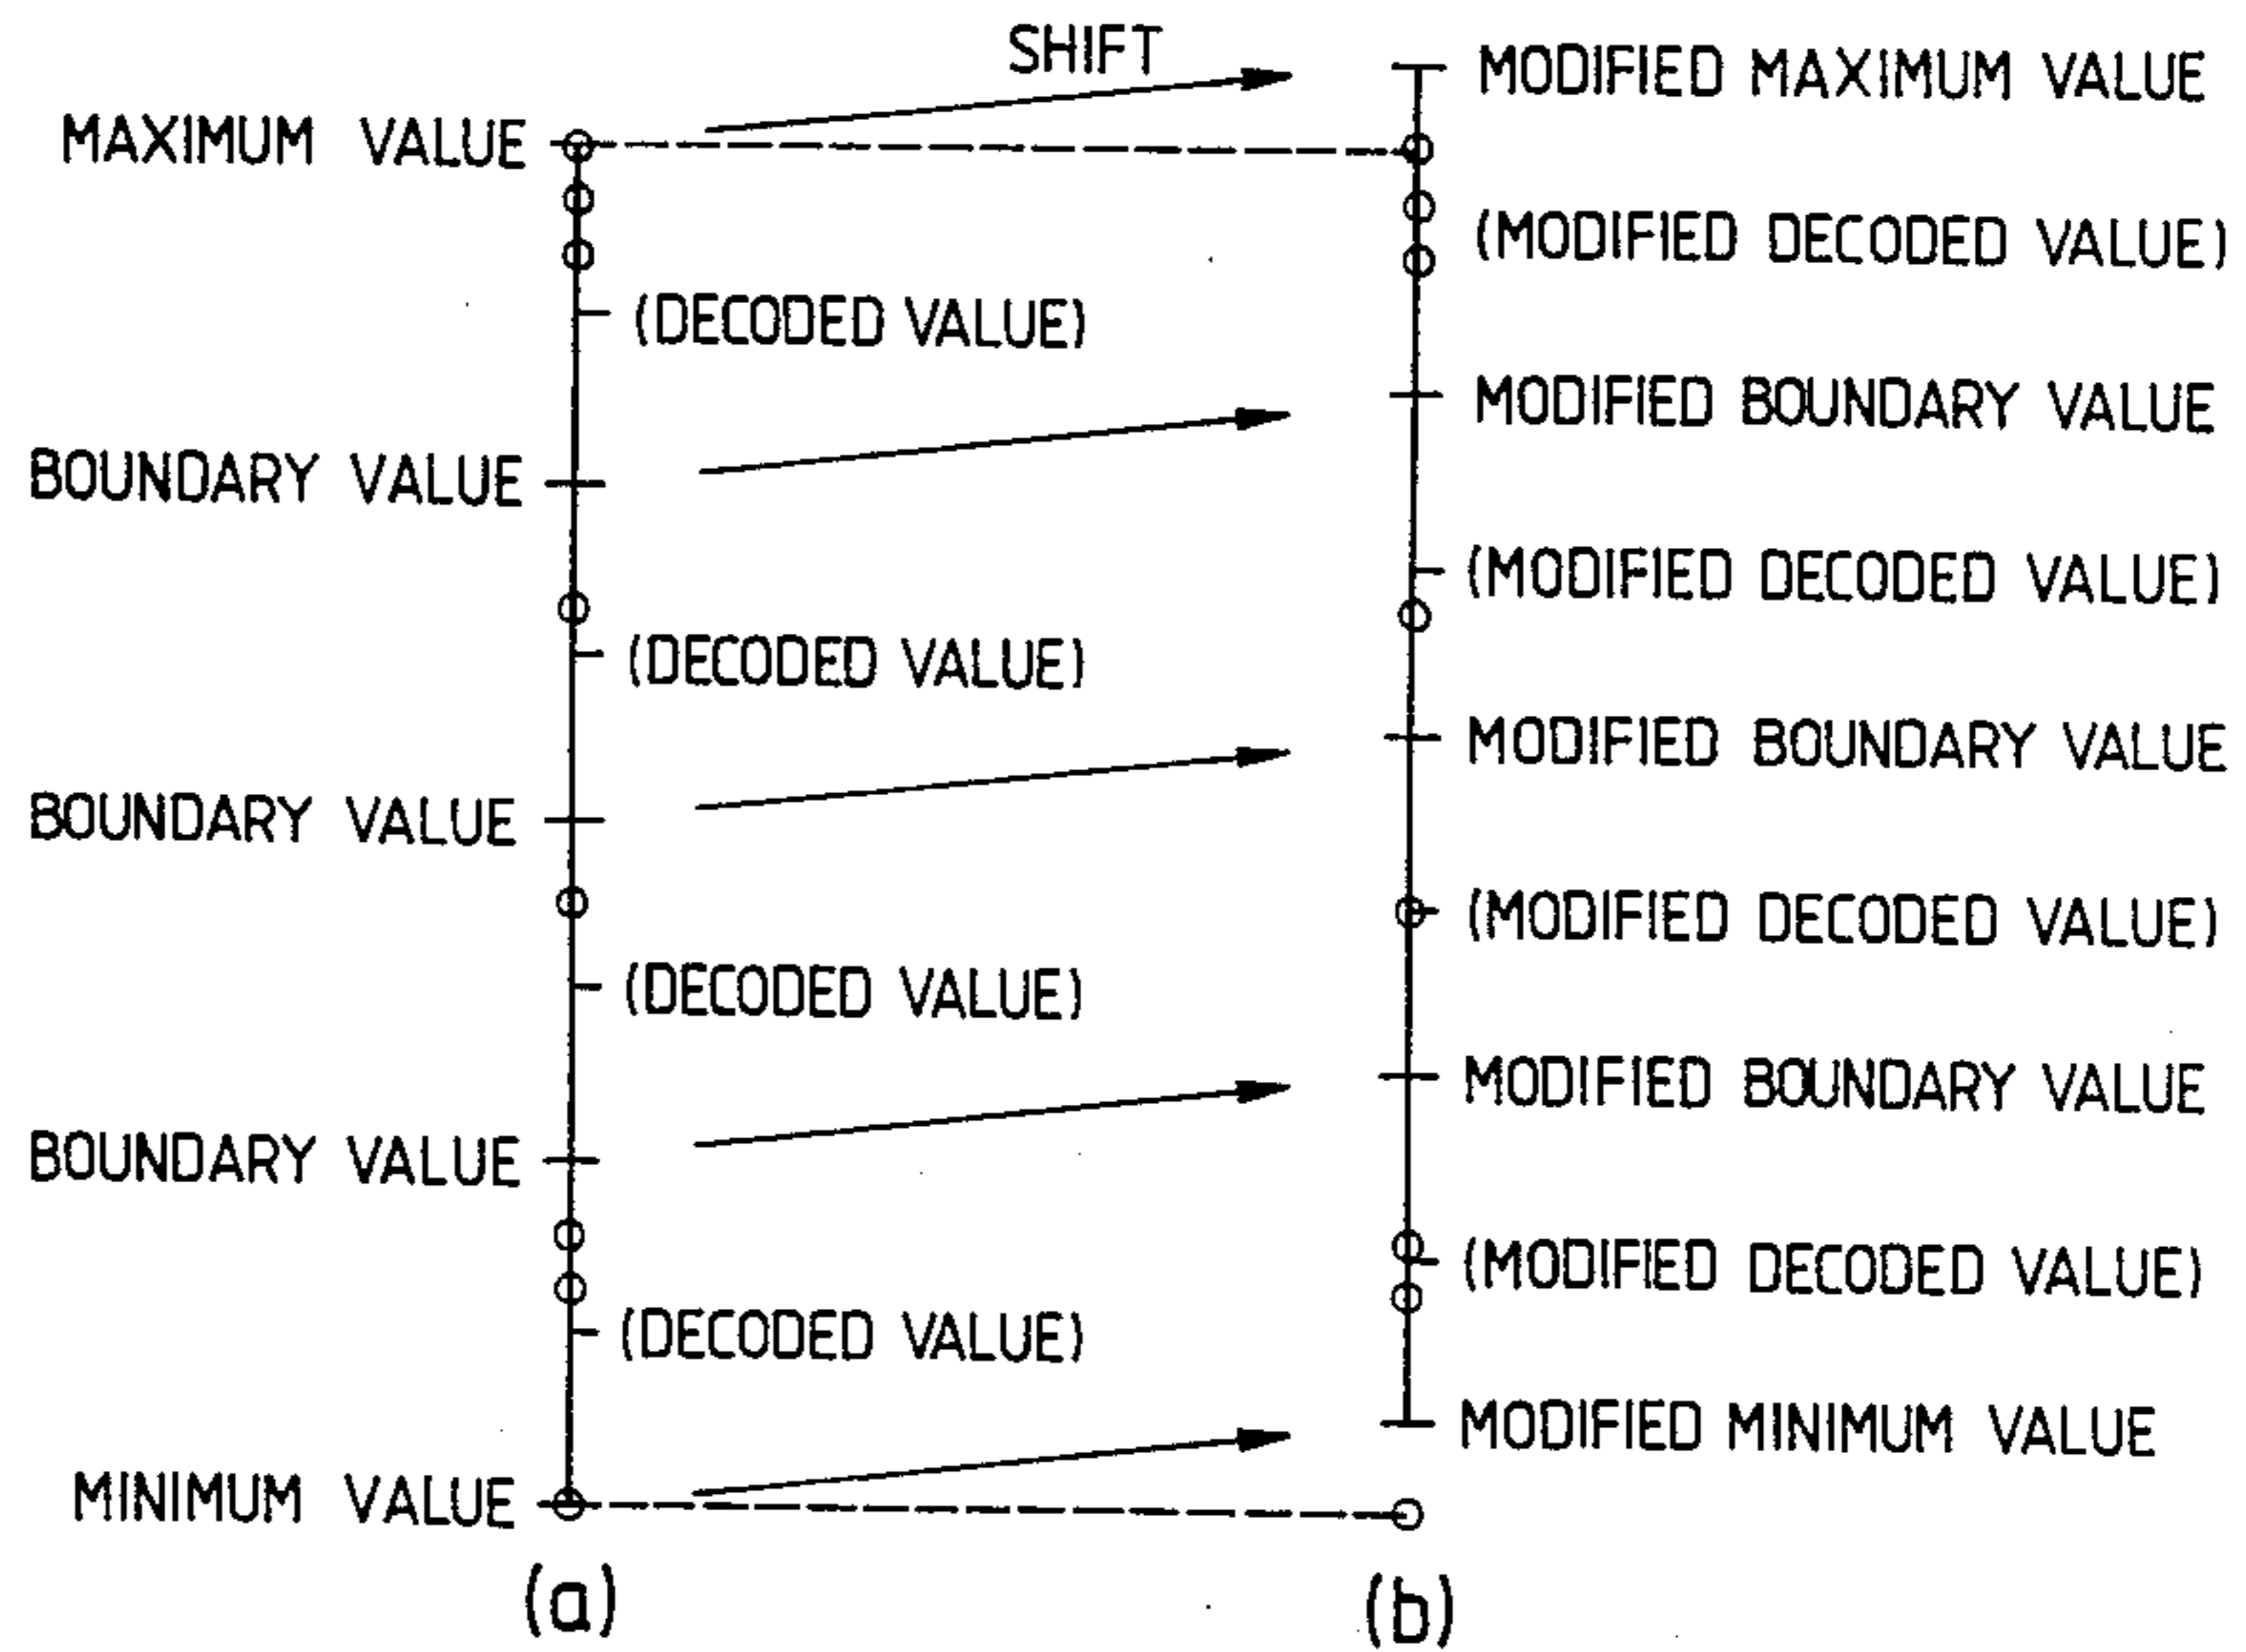 SHIFT
MODIFIED MAXIMUM VALUE
MAXIMUM VALUE
(MODIFIED DECODED VALUE)
(DECODED VALUE)
MODIFIED BOUNDARY VALUE
BOUNDARY VALUE
(MODIFIED DECODED VALUE)
(DECODED VALUE)
MODIFIED BOUNDARY VALUE
BOUNDARY VALUE
(MODIFIED DECODED VALUE)
(DECODED VALUE)
MODIFIED BOUNDARY VALUE
BOUNDARY VALUE
(MODIFIED DECODED VALUE)
(DECODED VALUE)
MODIFIED MINIMUM VALUE
MINIMUM VALUE
(a)
(b)